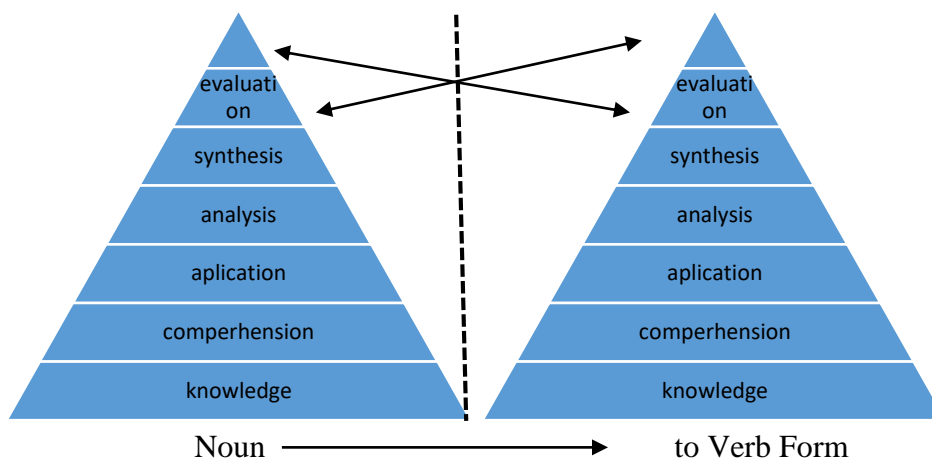 evaluati
on
synthesis
analysis
aplication
comperhension
knowledge
evaluati
on
synthesis
analysis
aplication
comperhension
knowledge
Noun
to Verb Form